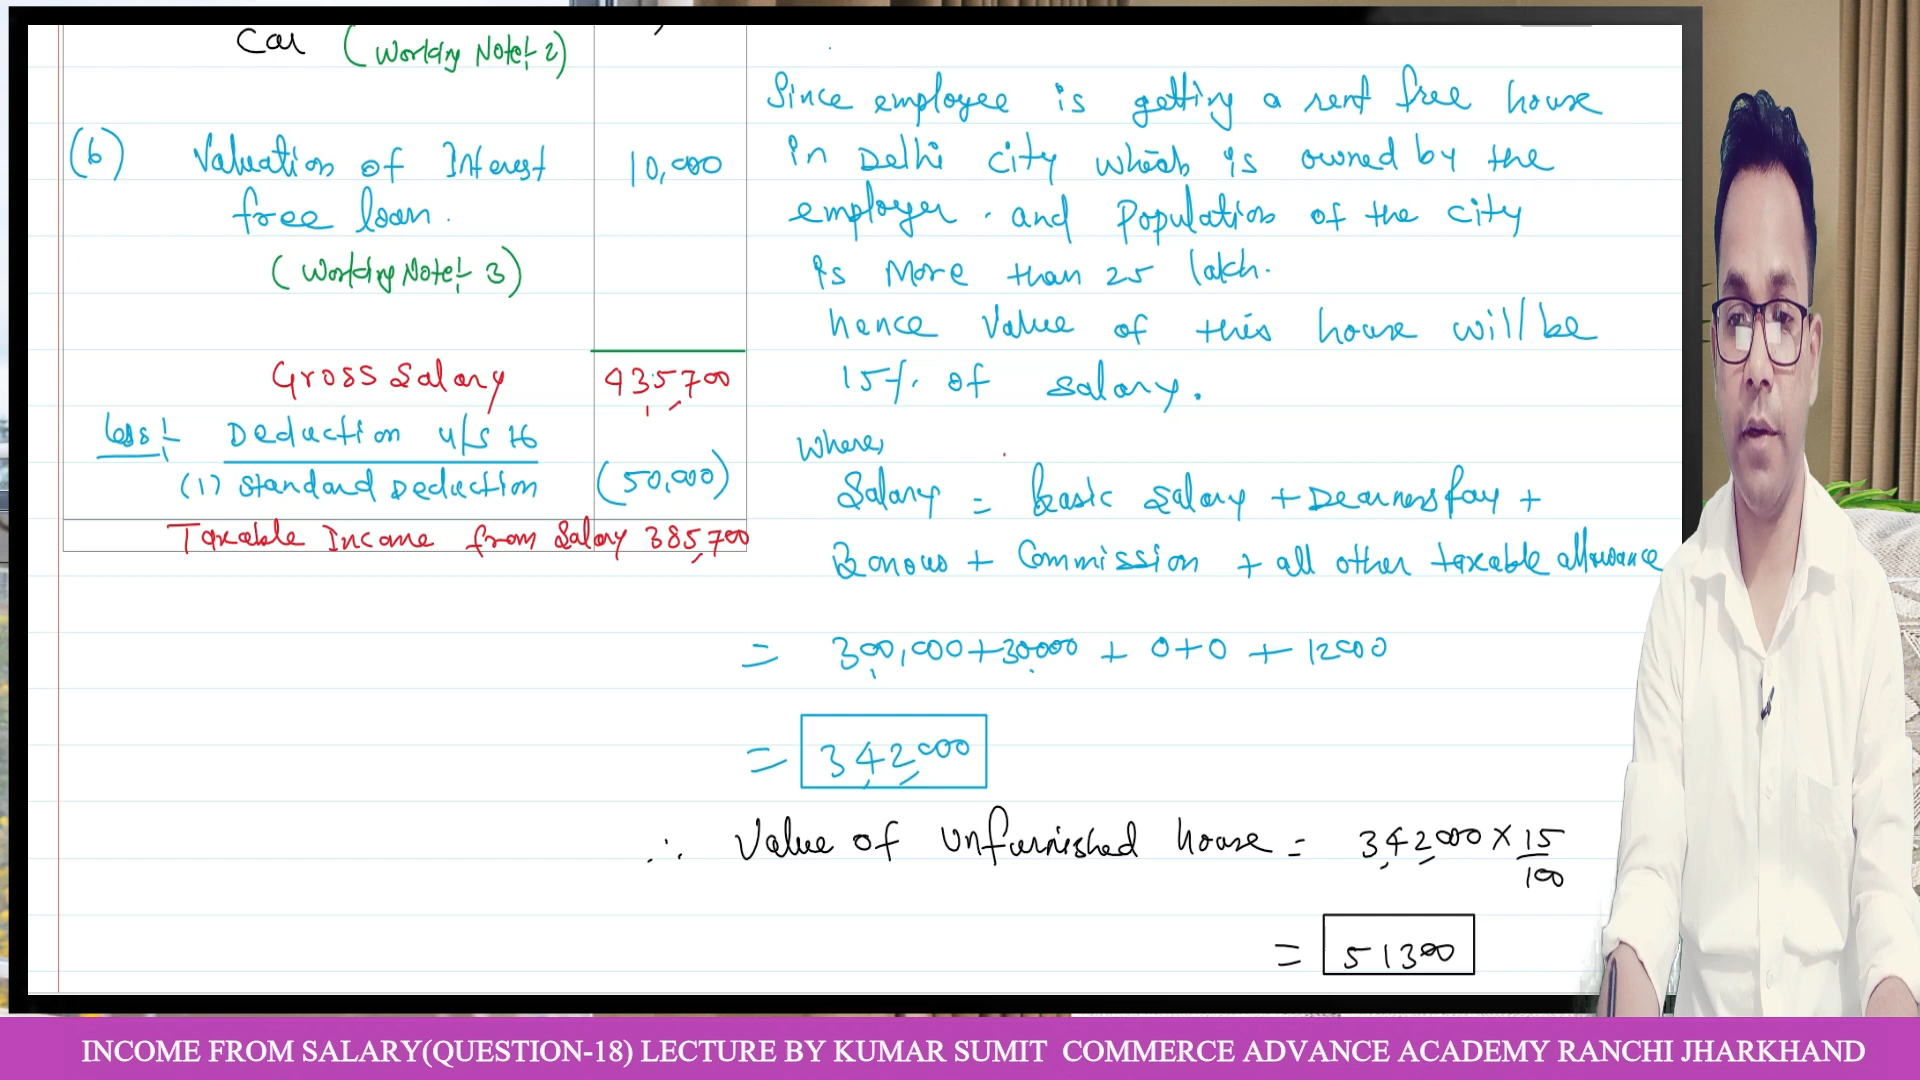 Car (Working Note:- 2)
(b) Valuation of Interest 10,000
free loan.
(Working Note:- 3)
Gross Salary 435,700
Less:- Deduction u/s 16
(1) Standard Deduction (50,000)
Taxable Income from Salary 385,700
Since employee is getting a rent free house
in Delhi city which is owned by the
employer. and Population of the city
is More than 25 lakh.
hence Value of this house will be
15% of salary.
Where,
Salary = Basic Salary + Dearness Pay +
Bonous + Commission + all other taxable allowance
= 300,000+30000 + 0+0 + 12000
= 342000
∴ Value of unfurnished house = 342000 × 15/100
= 51300
INCOME FROM SALARY(QUESTION-18) LECTURE BY KUMAR SUMIT COMMERCE ADVANCE ACADEMY RANCHI JHARKHAND